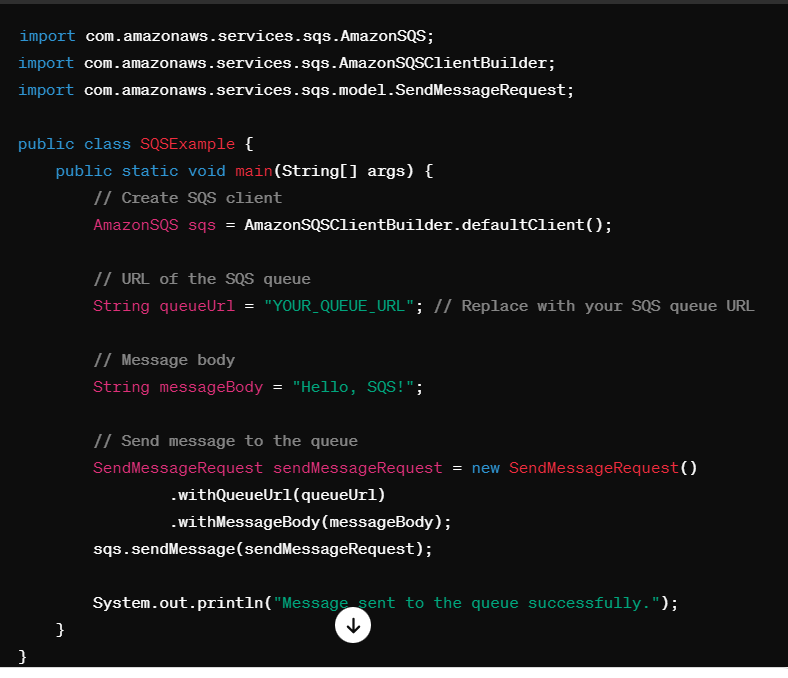 import com.amazonaws.services.sqs.AmazonSQS;
import com.amazonaws.services.sqs.AmazonSQSClientBuilder;
import com.amazonaws.services.sqs.model.SendMessageRequest;

public class SQSExample {
    public static void main(String[] args) {
        // Create SQS client
        AmazonSQS sqs = AmazonSQSClientBuilder.defaultClient();

        // URL of the SQS queue
        String queueUrl = "YOUR_QUEUE_URL"; // Replace with your SQS queue URL

        // Message body
        String messageBody = "Hello, SQS!";

        // Send message to the queue
        SendMessageRequest sendMessageRequest = new SendMessageRequest()
                .withQueueUrl(queueUrl)
                .withMessageBody(messageBody);
        sqs.sendMessage(sendMessageRequest);

        System.out.println("Message sent to the queue successfully.");
    }
}